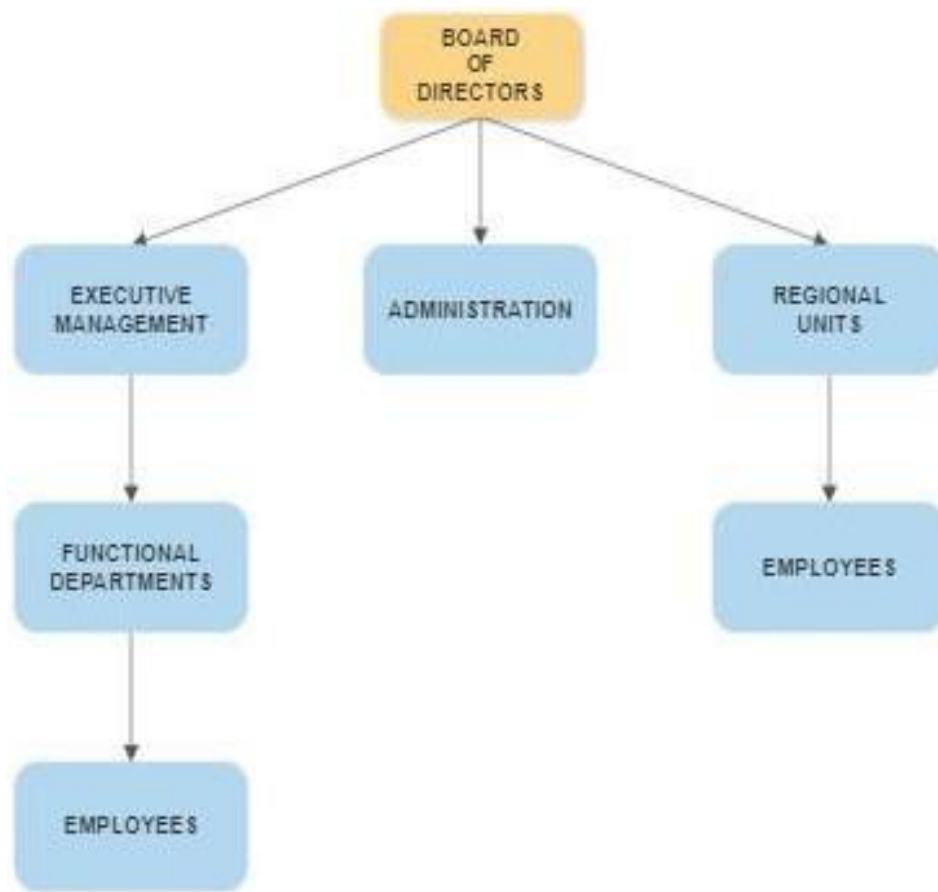 BOARD
OF
DIRECTORS
EXECUTIVE
MANAGEMENT
ADMINISTRATION
REGIONAL
UNITS
FUNCTIONAL
DEPARTMENTS
EMPLOYEES
EMPLOYEES